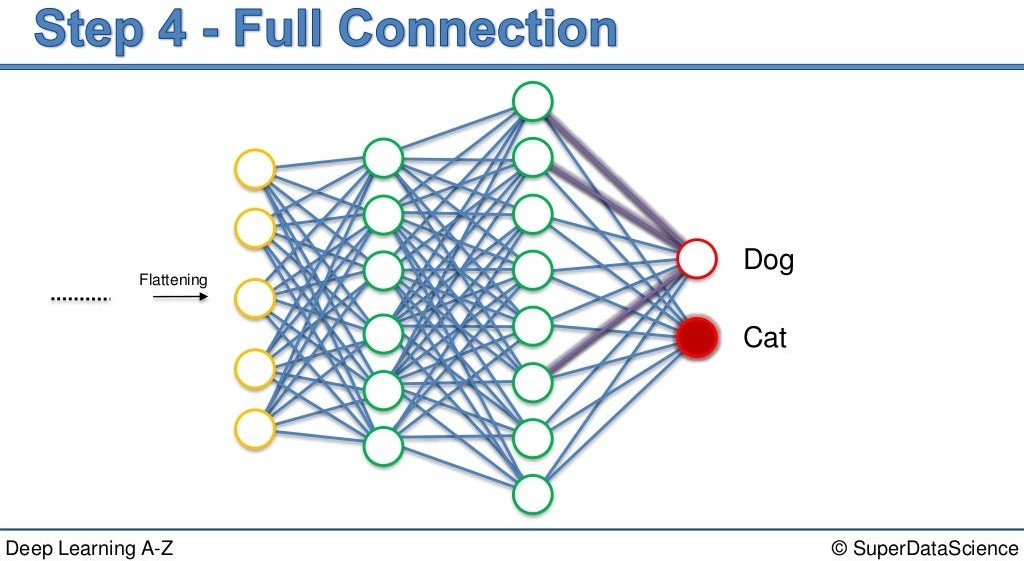 Step 4 - Full Connection
Flattening
Dog
Cat
Deep Learning A-Z
© SuperDataScience